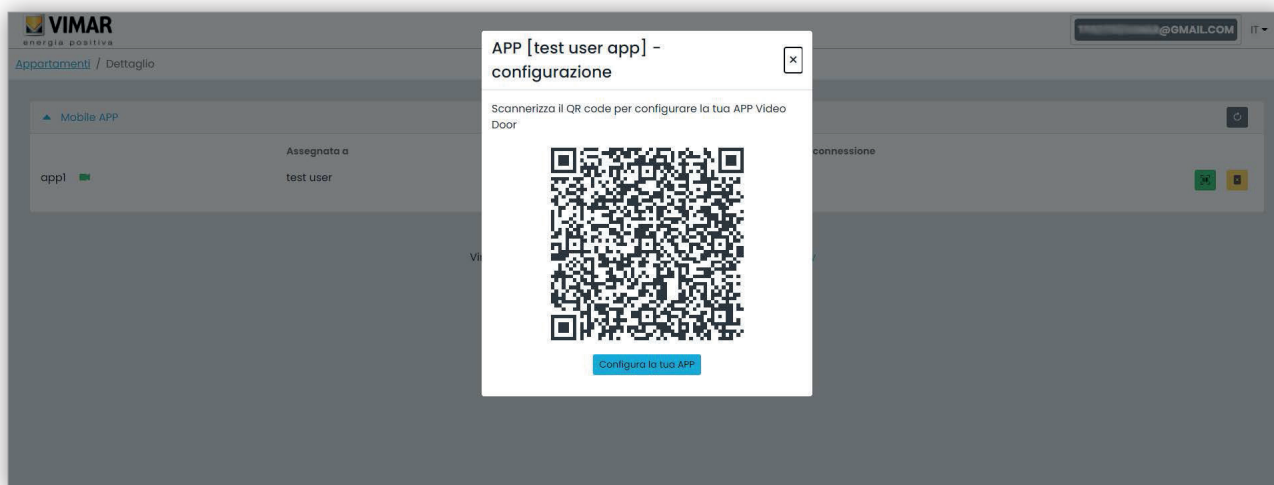 VIMAR
energia positiva
@GMAIL.COM
IT
Appartamenti / Dettaglio
APP [test user app] -
configurazione
Scannerizza il QR code per configurare la tua APP Video
Door
Mobile APP
Assegnata a
connessione
app1
test user
Vi
Configura la tua APP